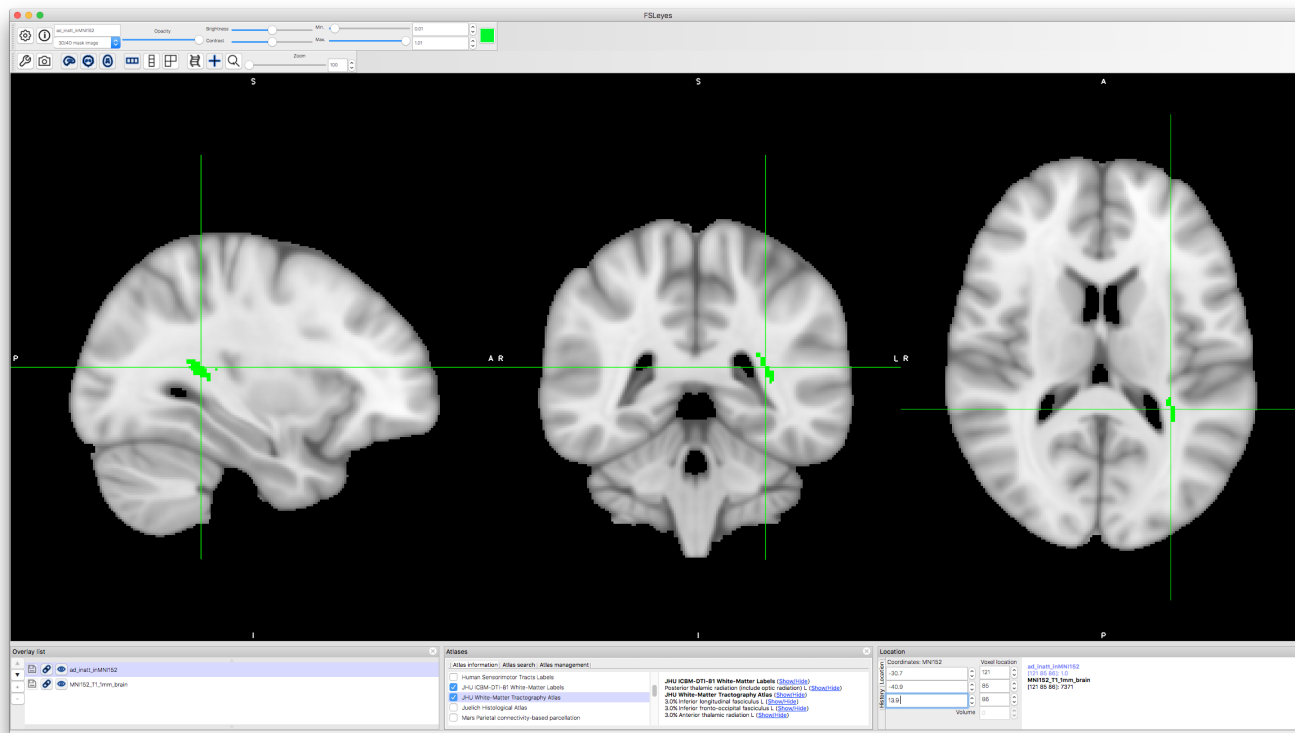 FSLeyes
ad_inatt_inMNI152
3D/4D mask image
Opacity
Brightness
Contrast
Min.
0.01
Max.
1.01
Zoom
100
S
S
A
P
A R
L R
I
I
P
Overlay list
ad_inatt_inMNI152
MNI152_T1_1mm_brain
Atlases
Atlas information
Atlas search
Atlas management
Human Sensorimotor Tracts Labels
JHU ICBM-DTI-81 White-Matter Labels
JHU White-Matter Tractography Atlas
Juelich Histological Atlas
Mars Parietal connectivity-based parcellation
JHU ICBM-DTI-81 White-Matter Labels (Show/Hide)
Posterior thalamic radiation (include optic radiation) L (Show/Hide)
JHU White-Matter Tractography Atlas (Show/Hide)
3.0% Inferior longitudinal fasciculus L (Show/Hide)
3.0% Inferior fronto-occipital fasciculus L (Show/Hide)
3.0% Anterior thalamic radiation L (Show/Hide)
Location
Location
History
Coordinates: MNI152
Voxel location
-30.7
121
-40.9
85
13.9
86
Volume
0
ad_inatt_inMNI152
[121 85 86]: 1.0
MNI152_T1_1mm_brain
[121 85 86]: 7371